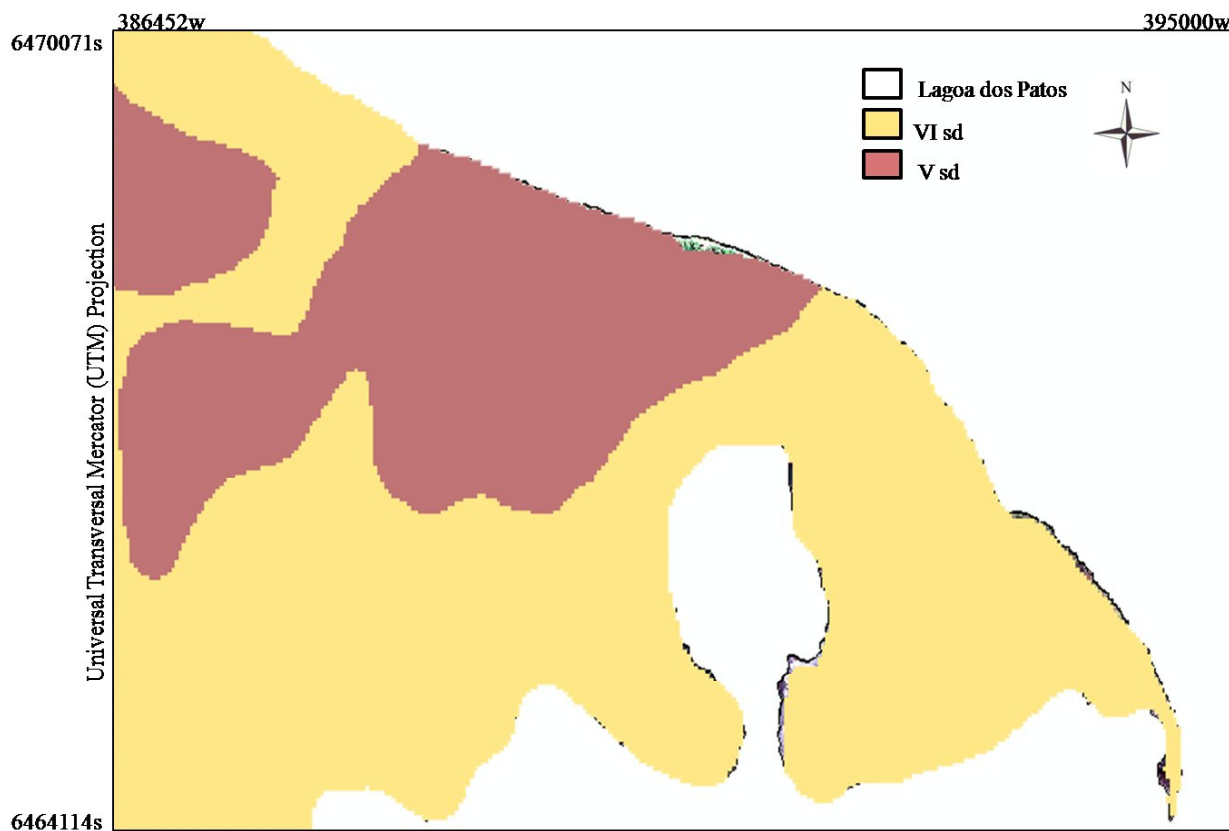 386452w
395000w
6470071s
N
Lagoa dos Patos
VI sd
V sd
Universal Transversal Mercator (UTM) Projection
6464114s